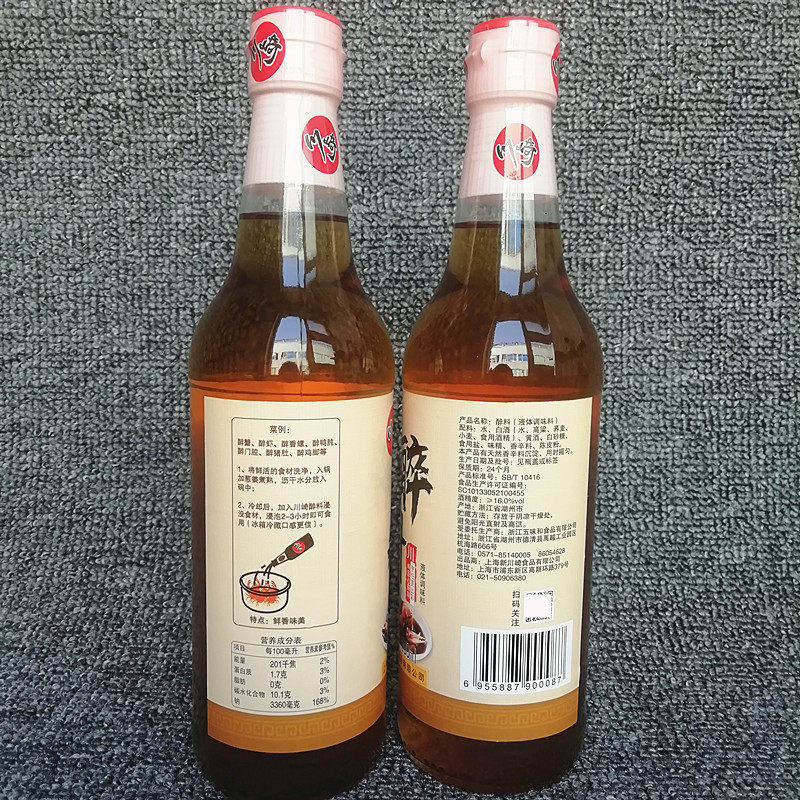 川崎
川崎
菜例：
醉蟹、醉虾、醉香螺、醉鸭肫、
醉门腔、醉猪肚、醉鸡脚等
1、将鲜活的食材洗净，入锅
加葱姜煮熟，沥干水分放入
碗中；
2、冷却后，加入川崎醉料浸
没食材，浸泡2-3小时即可食
用（冰箱冷藏口感更佳）
特点：鲜香味美
营养成分表
项目 每100毫升 营养素参考值%
能量 201千焦 2%
蛋白质 1.7克 3%
脂肪 0克 0%
碳水化合物 10.1克 3%
钠 3360毫克 168%
川崎
醉
川
液体调味料
公司
产品名称：醉料（液体调味料）
配料：水、白酒（水、高粱、荞麦、
小麦、食用酒精）、黄酒、白砂糖、
食用盐、味精、香辛料、陈皮粉。
本产品有天然香辛料沉淀，用时摇匀。
生产日期及批号：见瓶盖或标签
保质期：24个月
产品标准号：SB/T 10416
食品生产许可证编号：
SC10133052100455
酒精度：≥16.0%vol
产地：浙江省湖州市
贮藏方法：存放于阴凉干燥处，
避免阳光直射及高温。
受委托生产商：浙江五味和食品有限公司
地址：浙江省湖州市德清县禹越工业园区
杭海路666号
电话：0571-85140005 86054628
出品商：上海新川崎食品有限公司
地址：上海市浦东新区高翔环路379号
电话：021-50906380
扫码关注
6 955887 900087